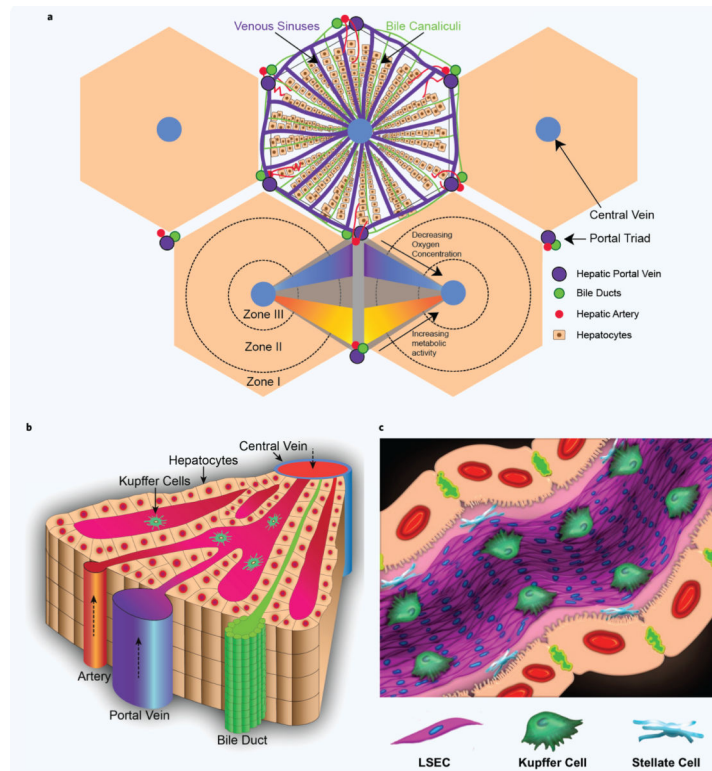 a
Venous Sinuses
Bile Canaliculi
Central Vein
Portal Triad
Decreasing
Oxygen
Concentration
Hepatic Portal Vein
Bile Ducts
Hepatic Artery
Hepatocytes
Zone III
Zone II
Zone I
Increasing
metabolic
activity
b
Central Vein
Hepatocytes
Kupffer Cells
Artery
Portal Vein
Bile Duct
c
LSEC
Kupffer Cell
Stellate Cell